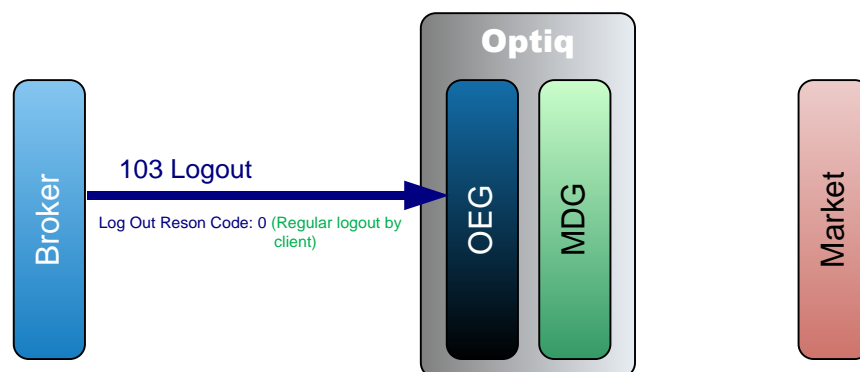 Optiq
Broker
103 Logout
Log Out Reson Code: 0 (Regular logout by
client)
OEG
MDG
Market